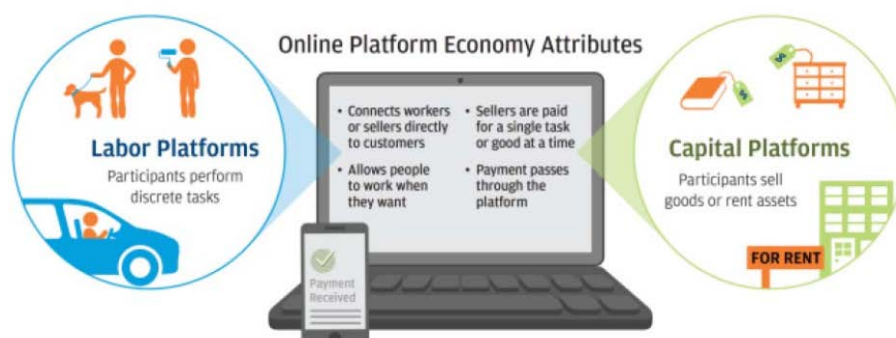 Online Platform Economy Attributes
Labor Platforms
Participants perform
discrete tasks
• Connects workers
or sellers directly
to customers
• Allows people
to work when
they want
• Sellers are paid
for a single task
or good at a time
• Payment passes
through the
platform
Payment
Received
$
$
Capital Platforms
Participants sell
goods or rent assets
FOR RENT